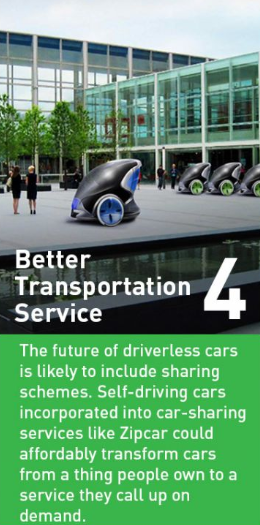 Better
Transportation
Service
4
The future of driverless cars
is likely to include sharing
schemes. Self-driving cars
incorporated into car-sharing
services like Zipcar could
affordably transform cars
from a thing people own to a
service they call up on
demand.